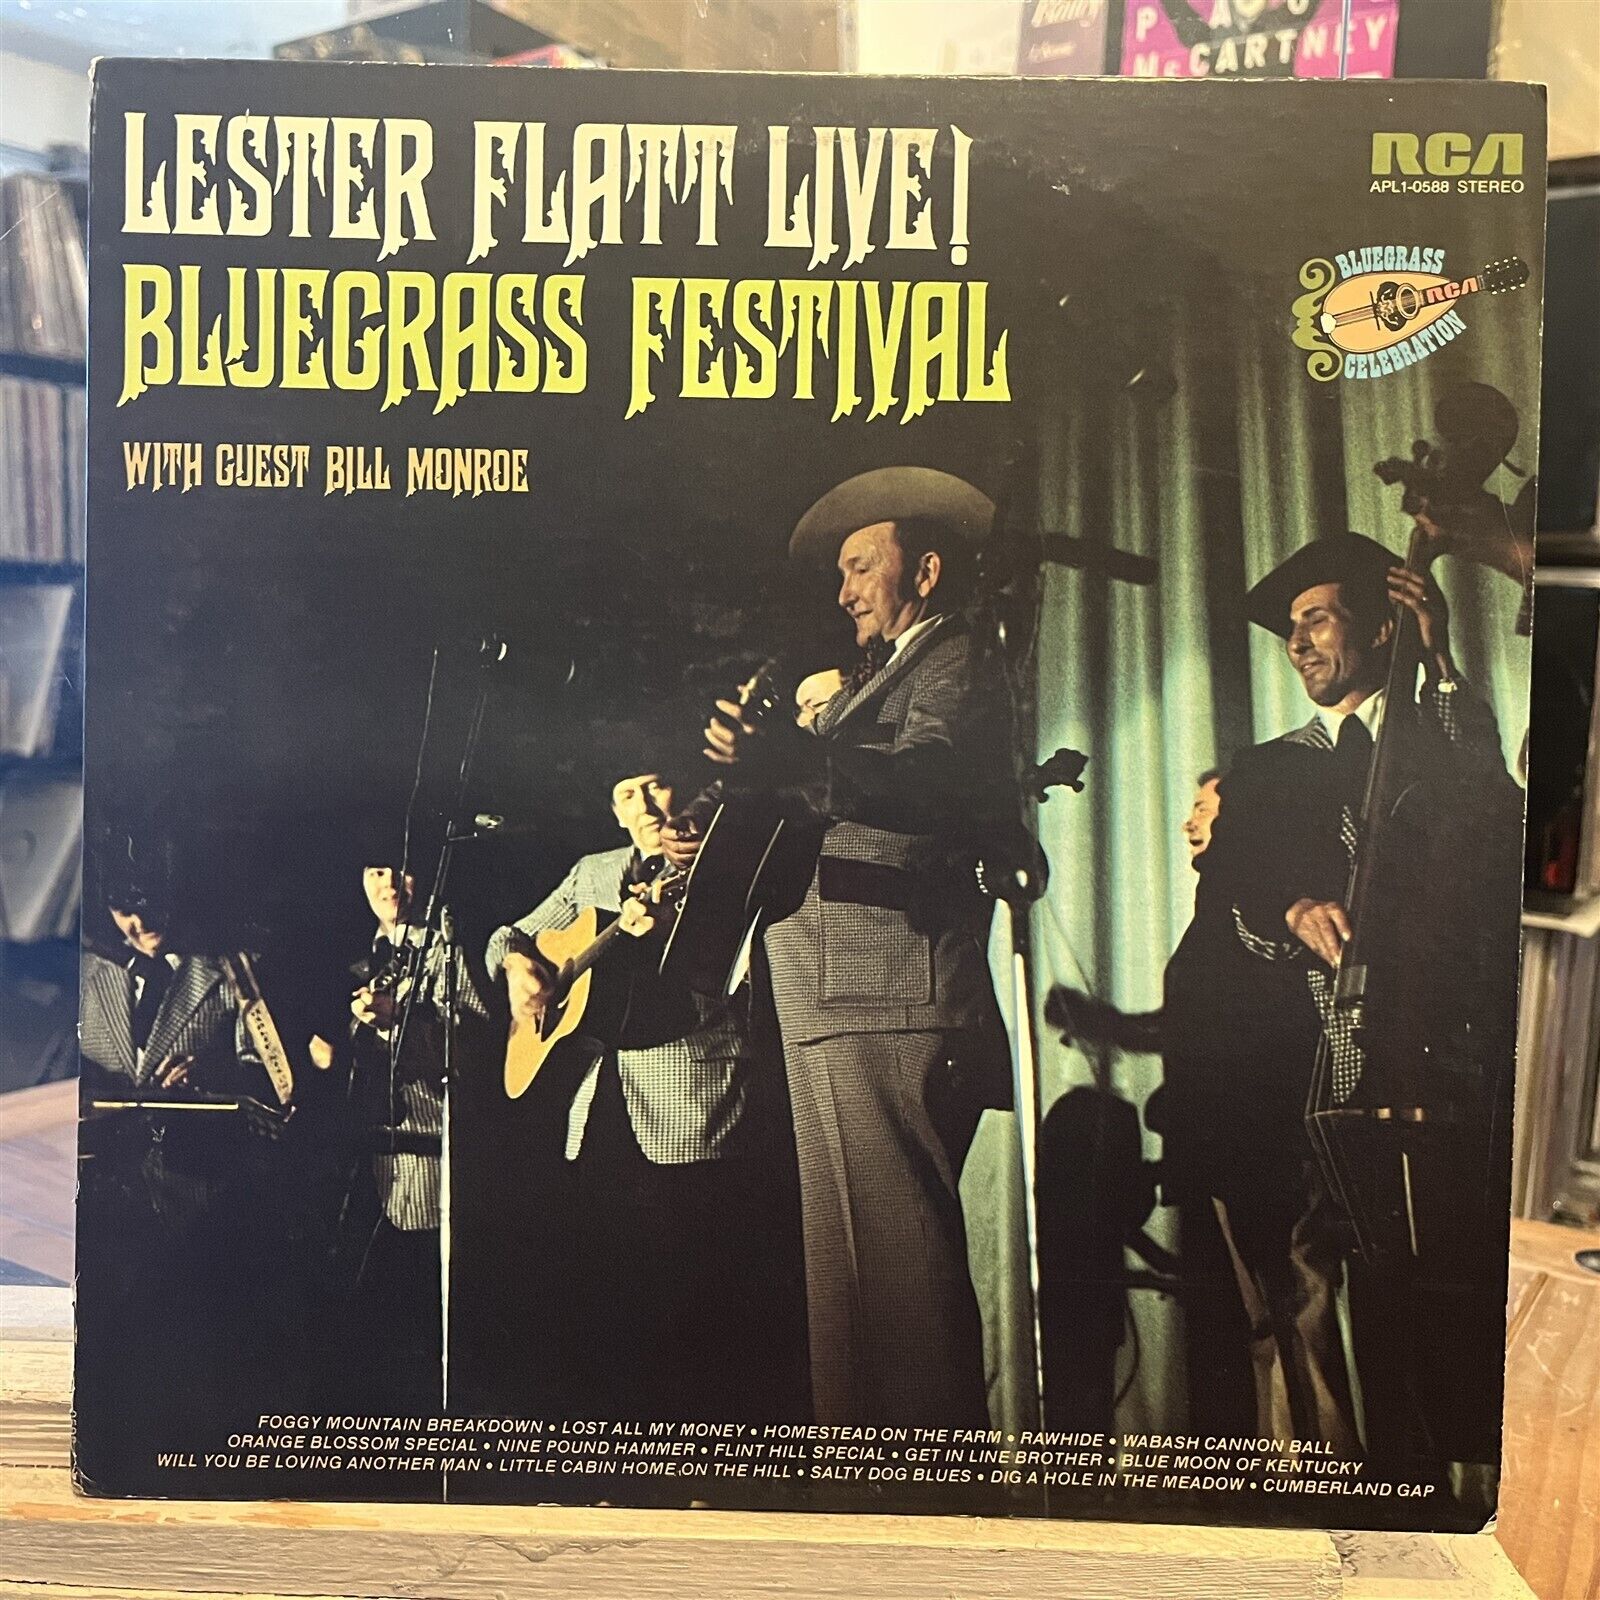 P A U
McCARTNEY
LESTER FLATT LIVE!
BLUEGRASS FESTIVAL
WITH GUEST BILL MONROE
RCA
APL1-0588 STEREO
BLUEGRASS
RCA
CELEBRATION
FOGGY MOUNTAIN BREAKDOWN • LOST ALL MY MONEY • HOMESTEAD ON THE FARM • RAWHIDE • WABASH CANNON BALL
ORANGE BLOSSOM SPECIAL • NINE POUND HAMMER • FLINT HILL SPECIAL • GET IN LINE BROTHER • BLUE MOON OF KENTUCKY
WILL YOU BE LOVING ANOTHER MAN • LITTLE CABIN HOME ON THE HILL • SALTY DOG BLUES • DIG A HOLE IN THE MEADOW • CUMBERLAND GAP